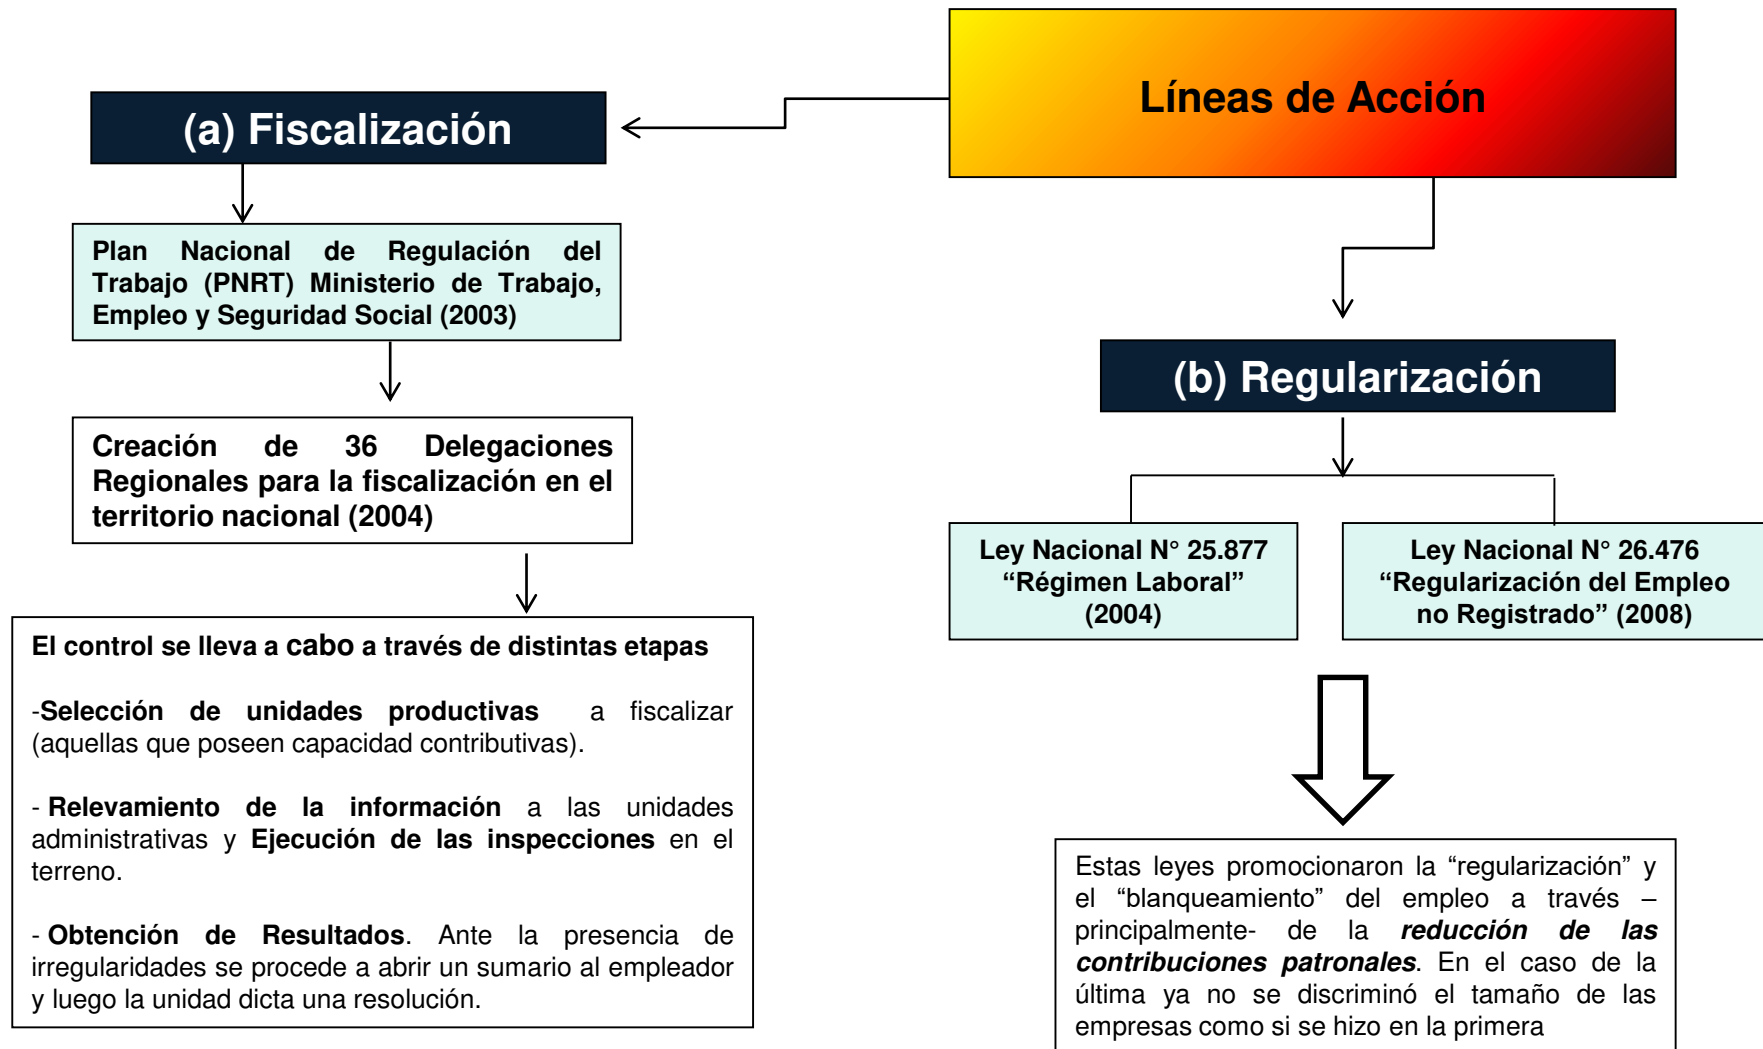 Líneas de Acción
(a) Fiscalización
Plan Nacional de Regulación del
Trabajo (PNRT) Ministerio de Trabajo,
Empleo y Seguridad Social (2003)
Creación de 36 Delegaciones
Regionales para la fiscalización en el
territorio nacional (2004)
El control se lleva a cabo a través de distintas etapas
-Selección de unidades productivas a fiscalizar
(aquellas que poseen capacidad contributivas).
- Relevamiento de la información a las unidades
administrativas y Ejecución de las inspecciones en el
terreno.
- Obtención de Resultados. Ante la presencia de
irregularidades se procede a abrir un sumario al empleador
y luego la unidad dicta una resolución.
(b) Regularización
Ley Nacional N° 25.877
“Régimen Laboral”
(2004)
Ley Nacional N° 26.476
“Regularización del Empleo
no Registrado” (2008)
Estas leyes promocionaron la “regularización” y
el “blanqueamiento” del empleo a través –
principalmente- de la reducción de las
contribuciones patronales. En el caso de la
última ya no se discriminó el tamaño de las
empresas como si se hizo en la primera